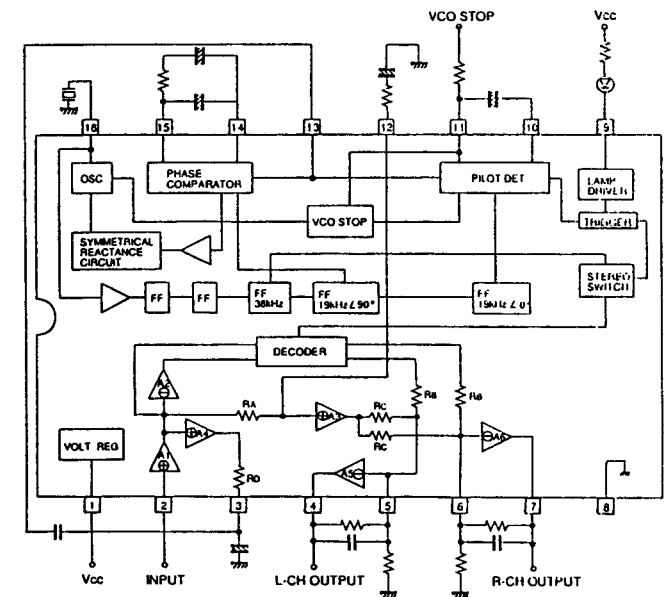 VCO STOP
Vcc
16
15
14
13
12
11
10
9
OSC
PHASE
COMPARATOR
PILOT DET
LAMP
DRIVER
VCO STOP
TRIGGER
SYMMETRICAL
REACTANCE
CIRCUIT
STEREO
SWITCH
FF
FF
FF
38kHz
FF
19kHz∠90°
FF
19kHz∠0°
DECODER
A2
RA
RB
RB
A3
RC
RC
A4
A6
VOLT REG
A1
RD
A5
1
2
3
4
5
6
7
8
Vcc
INPUT
L-CH OUTPUT
R-CH OUTPUT